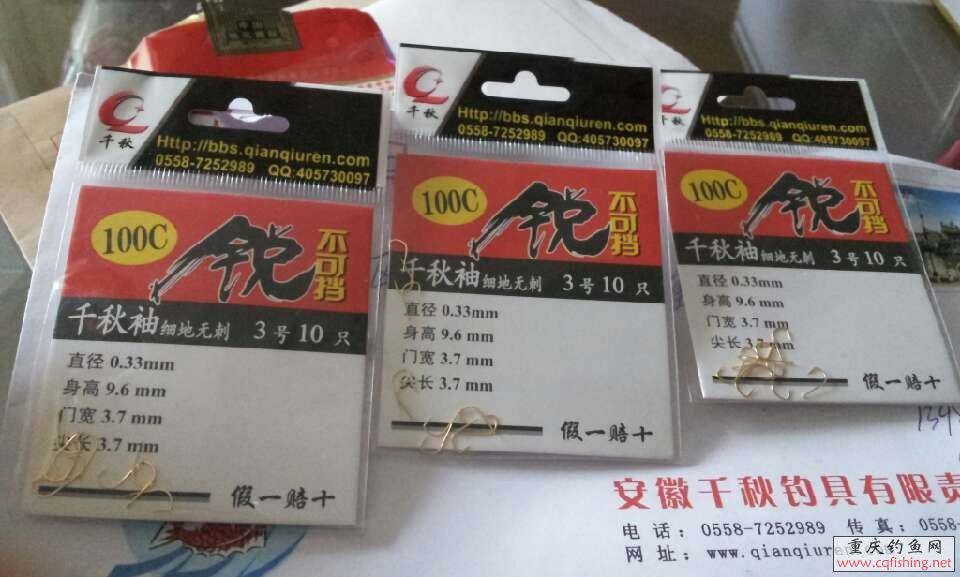 千秋
Http://bbs.qianqiuren.com
0558-7252989 QQ:405730097
100C
锐
不可挡
千秋袖 细地无刺 3号10只
直径 0.33mm
身高 9.6 mm
门宽 3.7 mm
尖长 3.7 mm
假一赔十
千秋
Http://bbs.qianqiuren.com
0558-7252989 QQ:405730097
100C
锐
不可挡
千秋袖 细地无刺 3号10只
直径 0.33mm
身高 9.6 mm
门宽 3.7 mm
尖长 3.7 mm
假一赔十
千秋
Http://bbs.qianqiuren.com
0558-7252989 QQ:405730097
100C
锐
不可挡
千秋袖 细地无刺 3号10只
直径 0.33mm
身高 9.6 mm
门宽 3.7 mm
尖长 3.7 mm
假一赔十
安徽千秋钓具有限责
电话: 0558-7252989 传真: 0558-
网址: www.qianqiuren
重庆钓鱼网
www.cqfishing.net